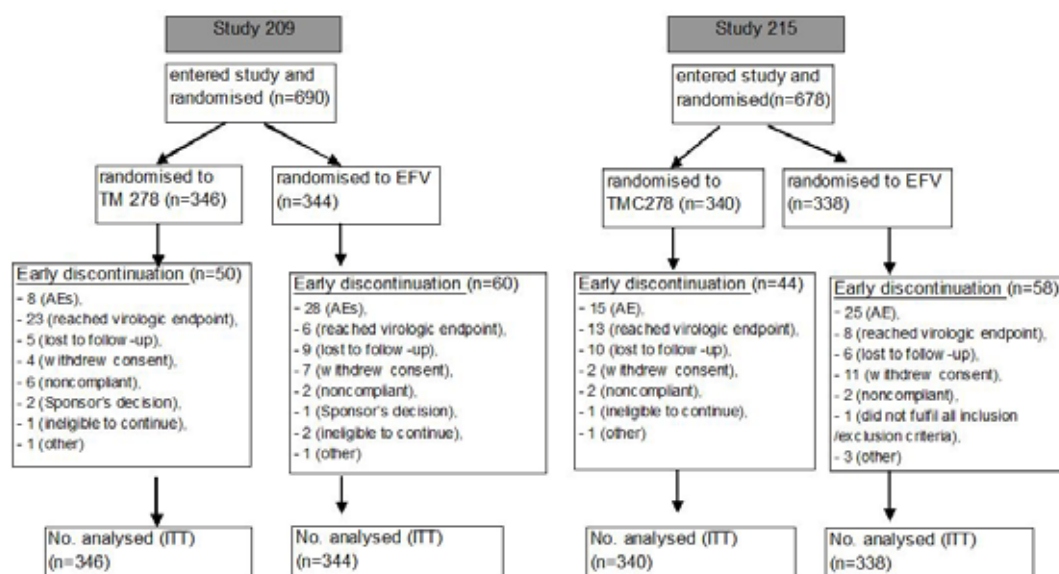 Study 209
entered study and
randomised (n=690)
randomised to
TM 278 (n=346)
randomised to EFV
(n=344)
Early discontinuation (n=50)
- 8 (AEs),
- 23 (reached virologic endpoint),
- 5 (lost to follow-up),
- 4 (withdrew consent),
- 6 (noncompliant),
- 2 (Sponsor's decision),
- 1 (ineligible to continue),
- 1 (other)
Early discontinuation (n=60)
- 28 (AEs),
- 6 (reached virologic endpoint),
- 9 (lost to follow -up),
- 7 (withdrew consent),
- 2 (noncompliant),
- 1 (Sponsor's decision),
- 2 (ineligible to continue),
- 1 (other)
No. analysed (ITT)
(n=346)
No. analysed (ITT)
(n=344)
Study 215
entered study and
randomised(n=678)
randomised to
TMC278 (n=340)
randomised to EFV
(n=338)
Early discontinuation (n=44)
- 15 (AE),
- 13 (reached virologic endpoint),
- 10 (lost to follow-up),
- 2 (withdrew consent),
- 2 (noncompliant),
- 1 (ineligible to continue),
- 1 (other)
Early discontinuation (n=58)
- 25 (AE),
- 8 (reached virologic endpoint),
- 6 (lost to follow-up),
- 11 (withdrew consent),
- 2 (noncompliant),
- 1 (did not fulfil all inclusion
/exclusion criteria),
- 3 (other)
No. analysed (ITT)
(n=340)
No. analysed (ITT)
(n=338)